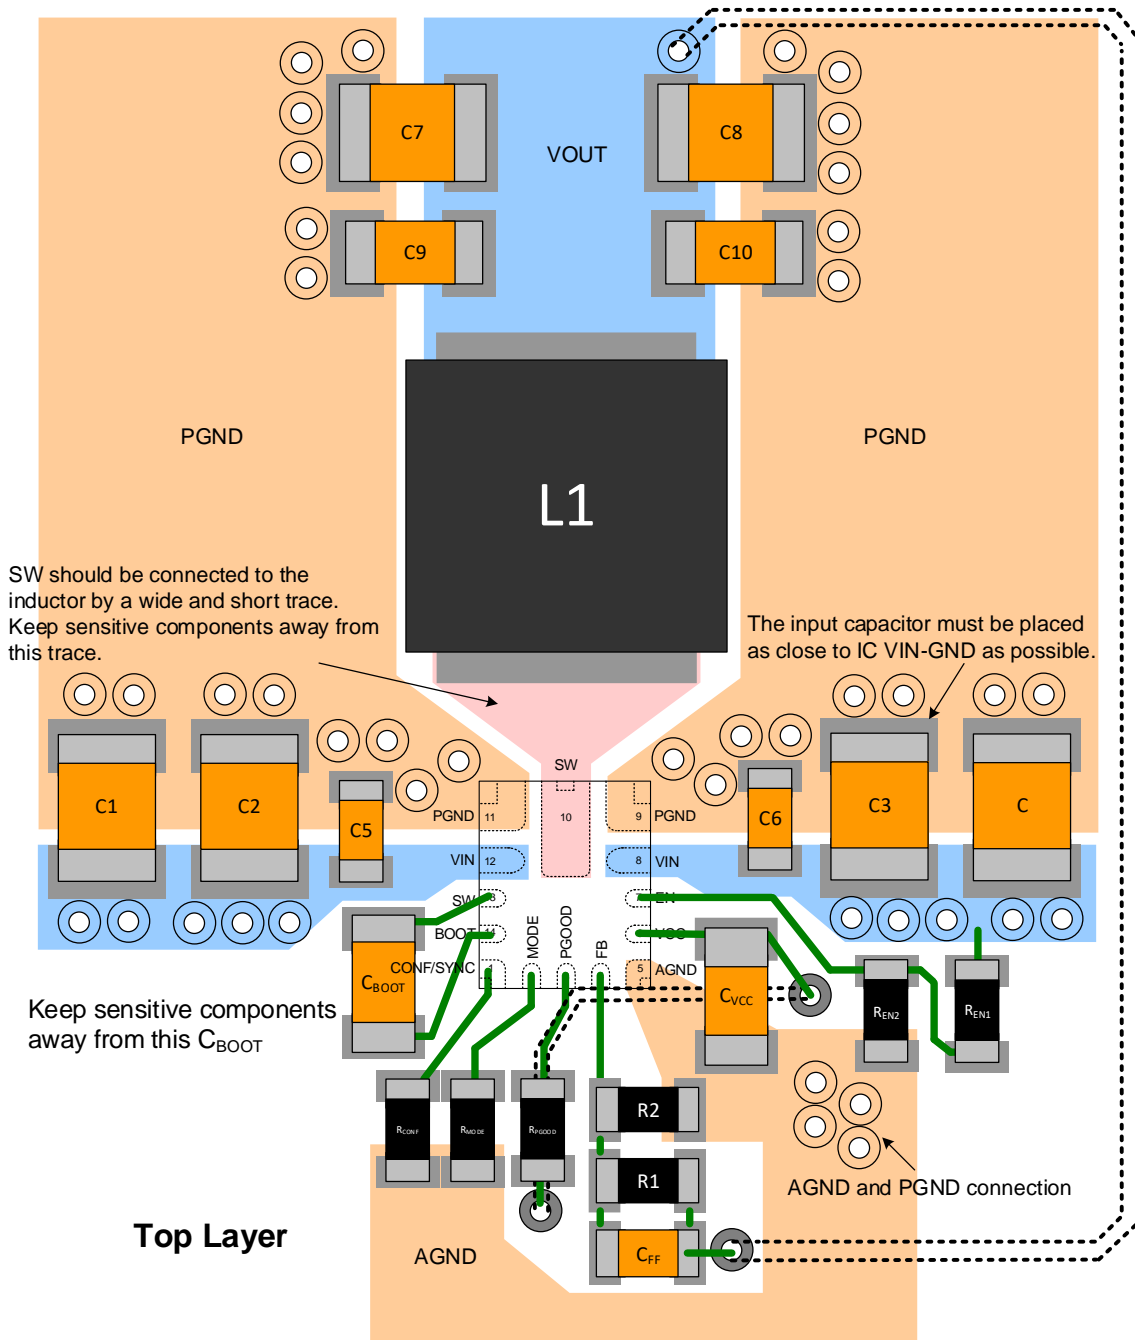 C7
C8
VOUT
C9
C10
PGND
PGND
L1
SW should be connected to the
inductor by a wide and short trace.
Keep sensitive components away from
this trace.
The input capacitor must be placed
as close to IC VIN-GND as possible.
SW
C1
C2
C5
C6
C3
C
PGND
11
10
9
PGND
VIN
12
8
VIN
SW
EN
BOOT
MODE
PGOOD
FB
VCC
CONF/SYNC
5
AGND
CBOOT
CVCC
REN2
REN1
Keep sensitive components
away from this CBOOT
RCONF
RMODE
RPGOOD
R2
R1
CFF
AGND and PGND connection
Top Layer
AGND